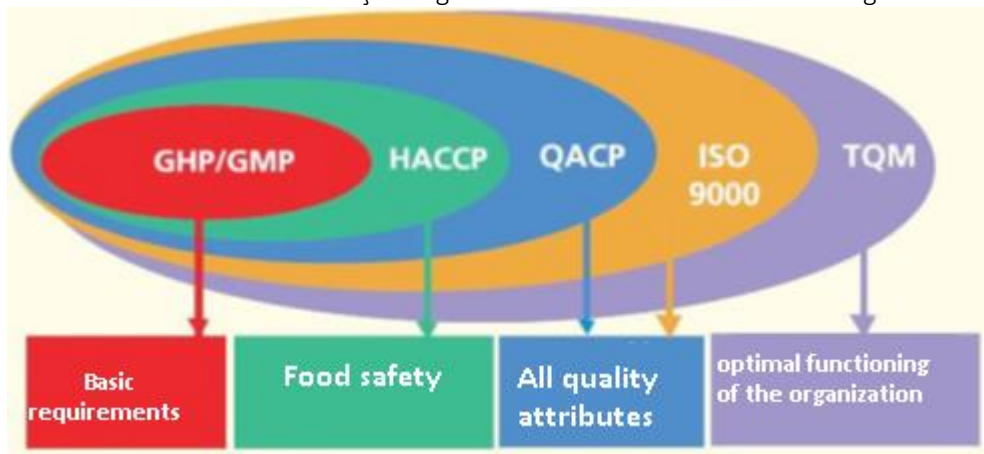 GHP/GMP
HACCP
QACP
ISO
9000
TQM
Basic
requirements
Food safety
All quality
attributes
optimal functioning
of the organization